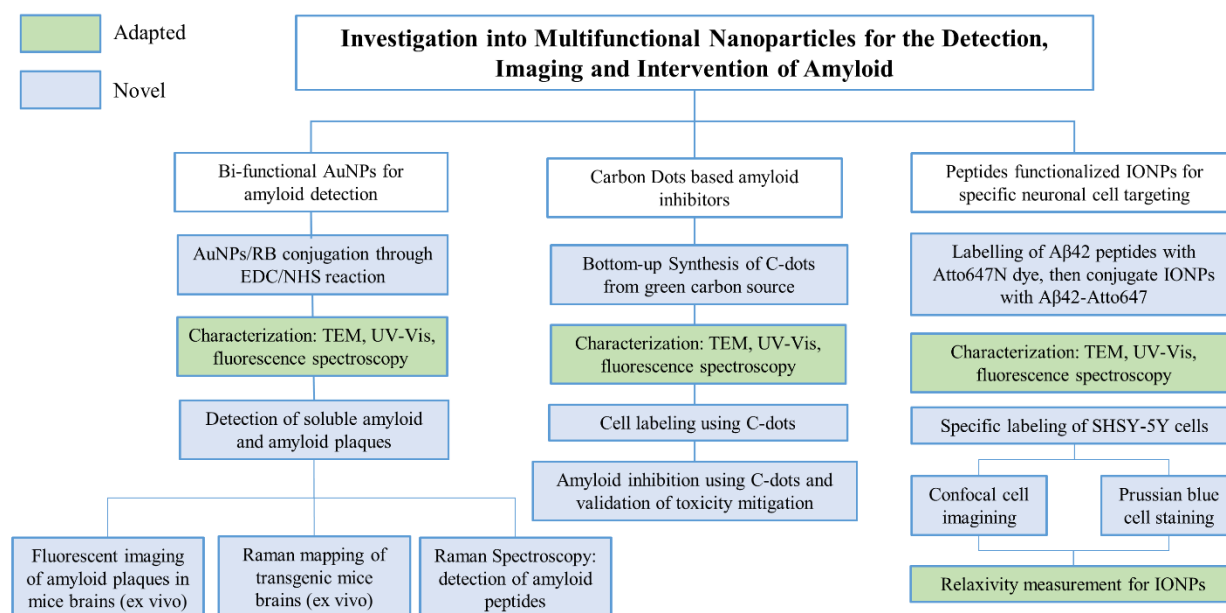 Adapted
Novel
Investigation into Multifunctional Nanoparticles for the Detection,
Imaging and Intervention of Amyloid
Bi-functional AuNPs for
amyloid detection
AuNPs/RB conjugation through
EDC/NHS reaction
Characterization: TEM, UV-Vis,
fluorescence spectroscopy
Detection of soluble amyloid
and amyloid plaques
Fluorescent imaging
of amyloid plaques in
mice brains (ex vivo)
Raman mapping of
transgenic mice
brains (ex vivo)
Raman Spectroscopy:
detection of amyloid
peptides
Carbon Dots based amyloid
inhibitors
Bottom-up Synthesis of C-dots
from green carbon source
Characterization: TEM, UV-Vis,
fluorescence spectroscopy
Cell labeling using C-dots
Amyloid inhibition using C-dots and
validation of toxicity mitigation
Peptides functionalized IONPs for
specific neuronal cell targeting
Labelling of Aβ42 peptides with
Atto647N dye, then conjugate IONPs
with Aβ42-Atto647
Characterization: TEM, UV-Vis,
fluorescence spectroscopy
Specific labeling of SHSY-5Y cells
Confocal cell
imagining
Prussian blue
cell staining
Relaxivity measurement for IONPs